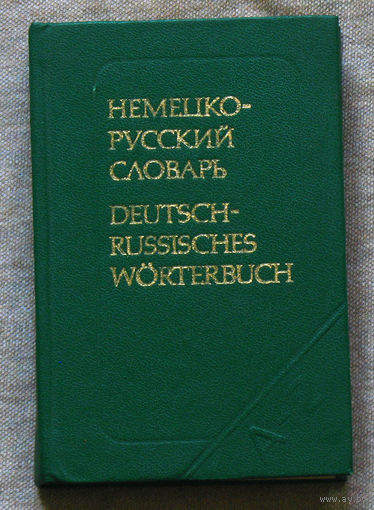 НЕМЕЦКО-
РУССКИЙ
СЛОВАРЬ
DEUTSCH-
RUSSISCHES
WÖRTERBUCH